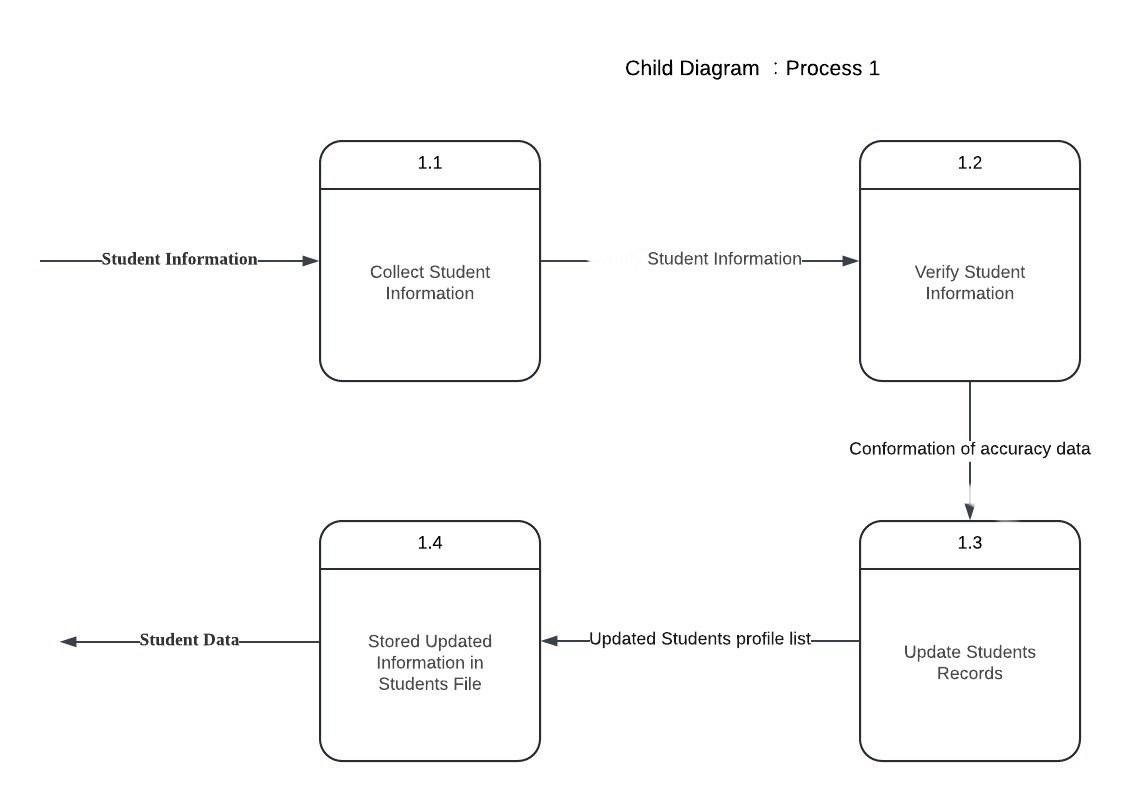 Child Diagram : Process 1
1.1
1.2
Student Information
Collect Student
Information
Student Information
Verify Student
Information
Conformation of accuracy data
1.4
1.3
Student Data
Stored Updated
Information in
Students File
Updated Students profile list
Update Students
Records